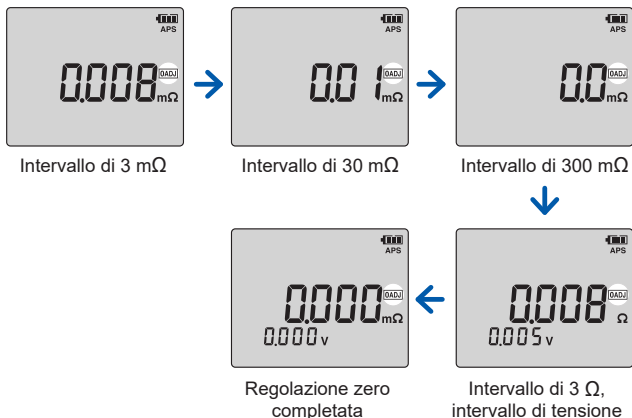 APS
0.008 0ADJ
mΩ
Intervallo di 3 mΩ
APS
0.01 0ADJ
mΩ
Intervallo di 30 mΩ
APS
0.0 0ADJ
mΩ
Intervallo di 300 mΩ
APS
0.008 0ADJ
Ω
0.005 v
Intervallo di 3 Ω,
intervallo di tensione
APS
0.000 0ADJ
mΩ
0.000 v
Regolazione zero
completata